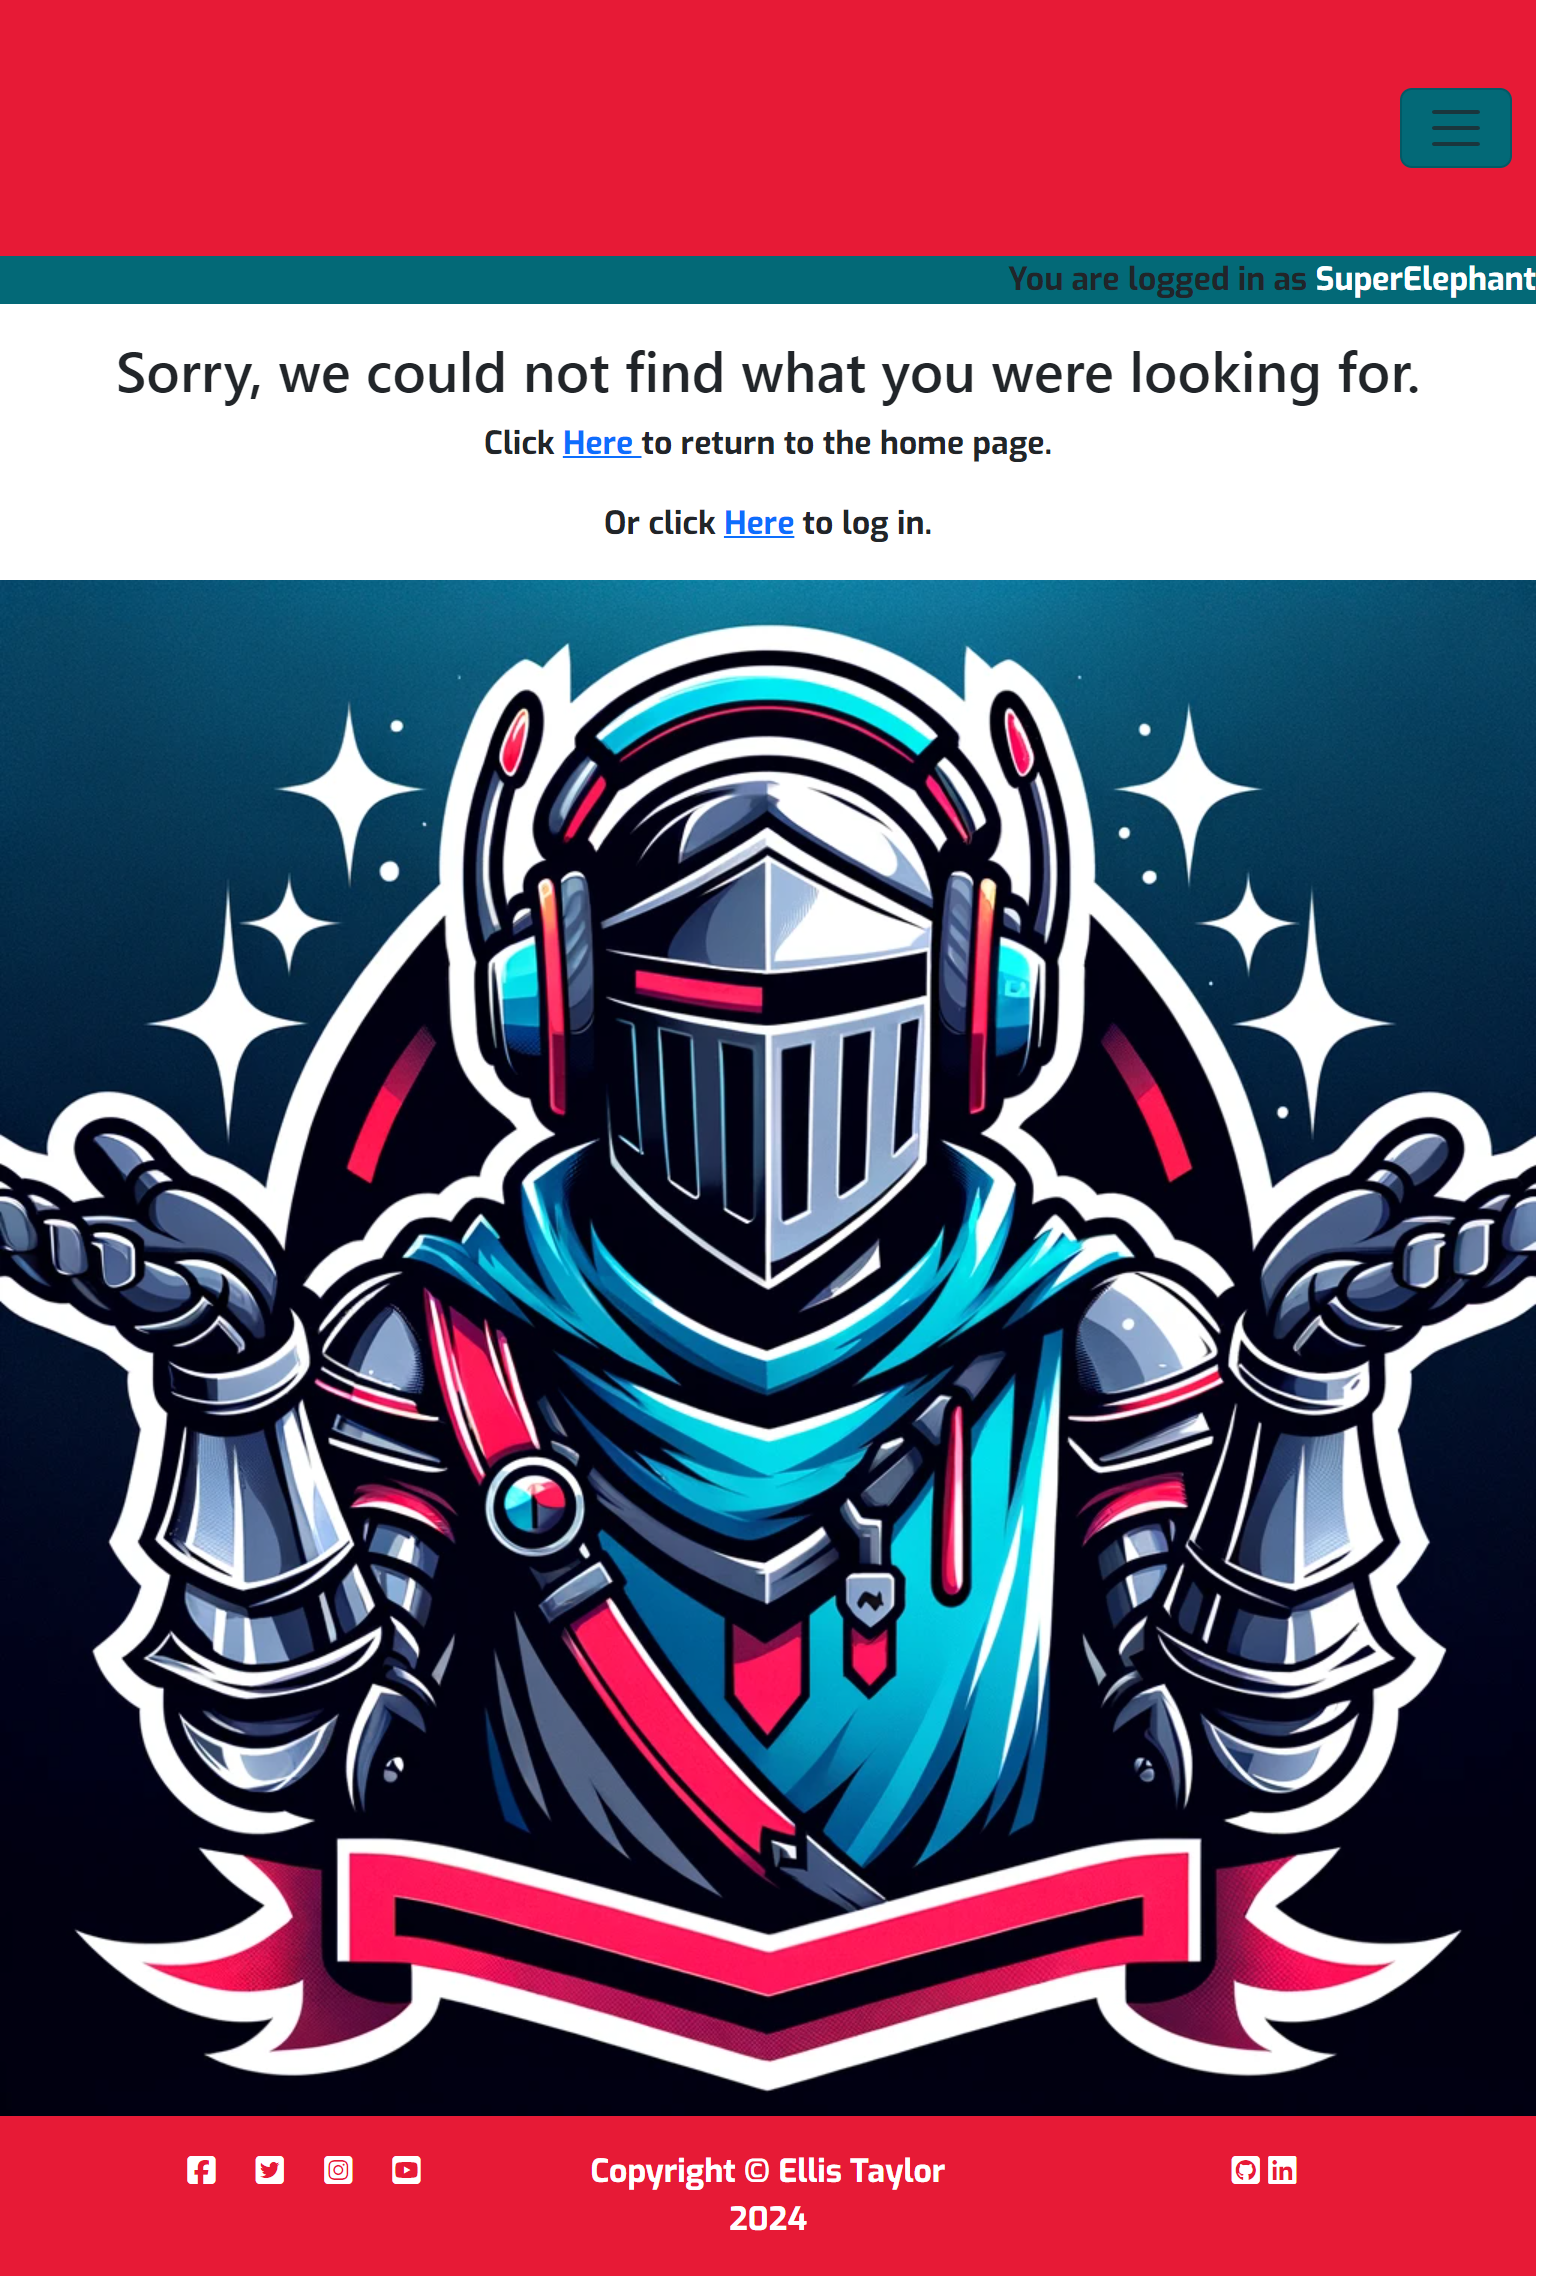 You are logged in as SuperElephant
Sorry, we could not find what you were looking for.
Click Here to return to the home page.
Or click Here to log in.
Copyright © Ellis Taylor
2024